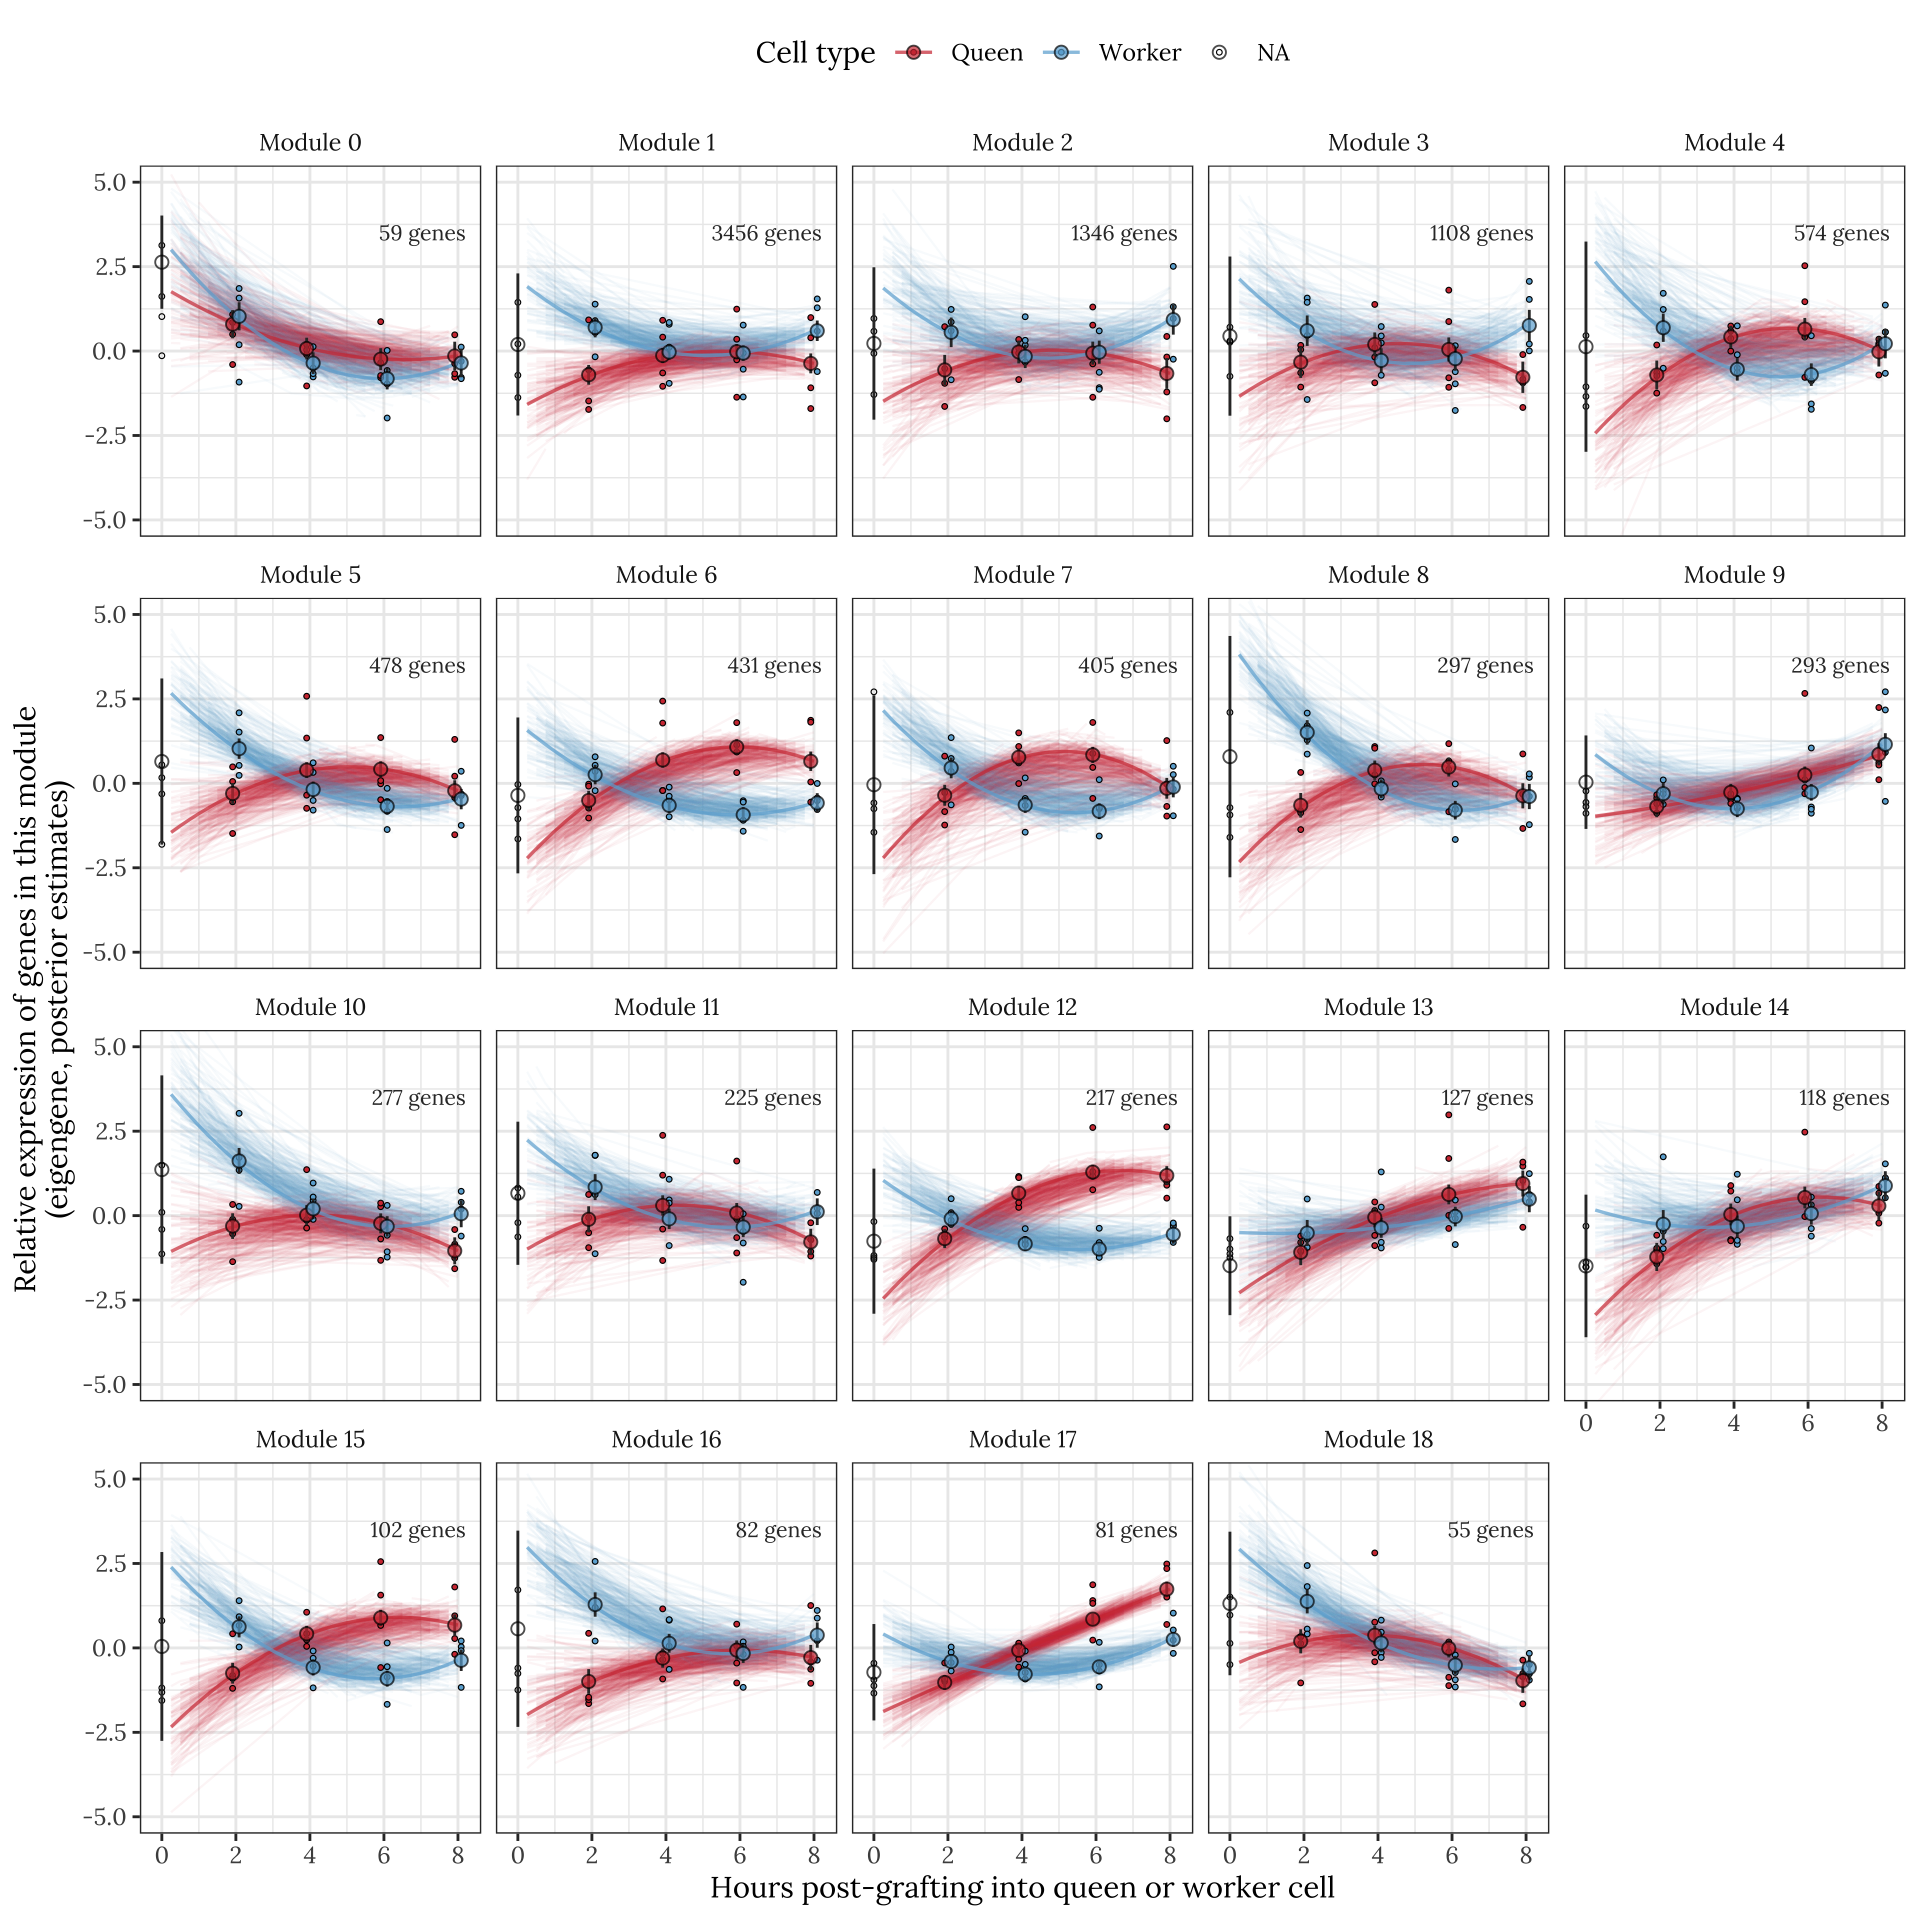 Cell type Queen Worker NA
Module 0 Module 1 Module 2 Module 3 Module 4
5.0
2.5
0.0
−2.5
−5.0
59 genes 3456 genes 1346 genes 1108 genes 574 genes
Module 5 Module 6 Module 7 Module 8 Module 9
5.0
2.5
0.0
−2.5
−5.0
478 genes 431 genes 405 genes 297 genes 293 genes
Module 10 Module 11 Module 12 Module 13 Module 14
5.0
2.5
0.0
−2.5
−5.0
277 genes 225 genes 217 genes 127 genes 118 genes
0 2 4 6 8
Module 15 Module 16 Module 17 Module 18
5.0
2.5
0.0
−2.5
−5.0
102 genes 82 genes 81 genes 55 genes
0 2 4 6 8 0 2 4 6 8 0 2 4 6 8 0 2 4 6 8
Hours post-grafting into queen or worker cell
Relative expression of genes in this module
(eigengene, posterior estimates)